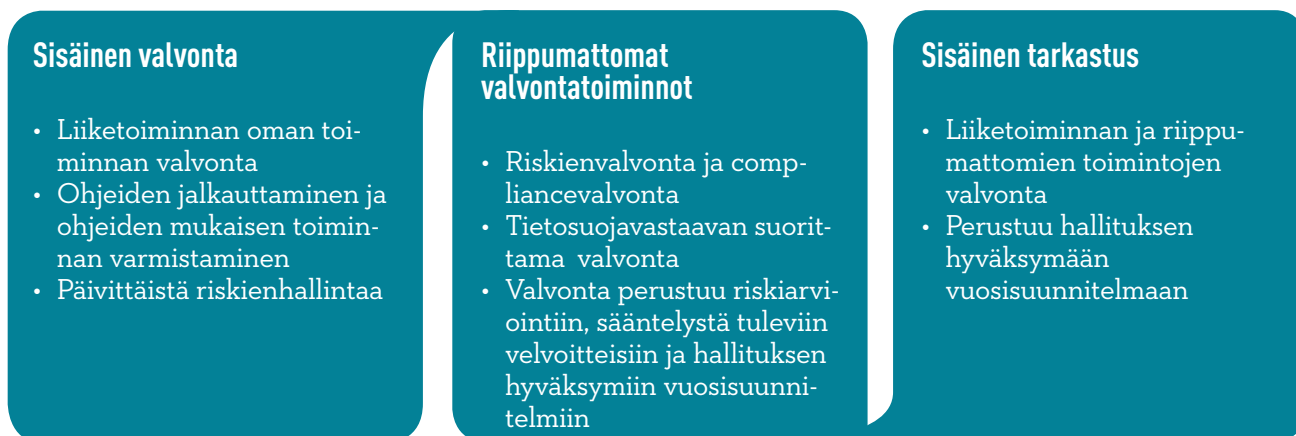 Sisäinen valvonta
• Liiketoiminnan oman toi-
minnan valvonta
• Ohjeiden jalkauttaminen ja
ohjeiden mukaisen toimin-
nan varmistaminen
• Päivittäistä riskienhallintaa
Riippumattomat
valvontatoiminnot
• Riskienvalvonta ja comp-
liancevalvonta
• Tietosuojavastaavan suorit-
tama valvonta
• Valvonta perustuu riskiarvi-
ointiin, sääntelystä tuleviin
velvoitteisiin ja hallituksen
hyväksymiin vuosisuunni-
telmiin
Sisäinen tarkastus
• Liiketoiminnan ja riippu-
mattomien toimintojen
valvonta
• Perustuu hallituksen
hyväksymään
vuosisuunnitelmaan